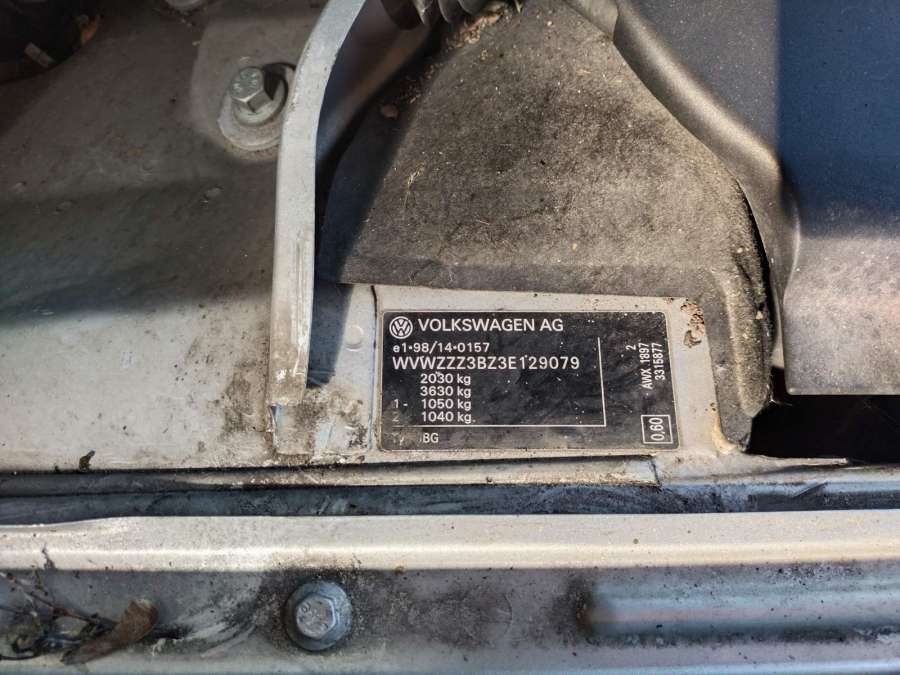 VOLKSWAGEN AG
e1*98/14*0157
WVWZZZ3BZ3E129079
2030 kg
3630 kg
1 - 1050 kg
2 1040 kg
BG
AWX 1897 2
3315877
0,60